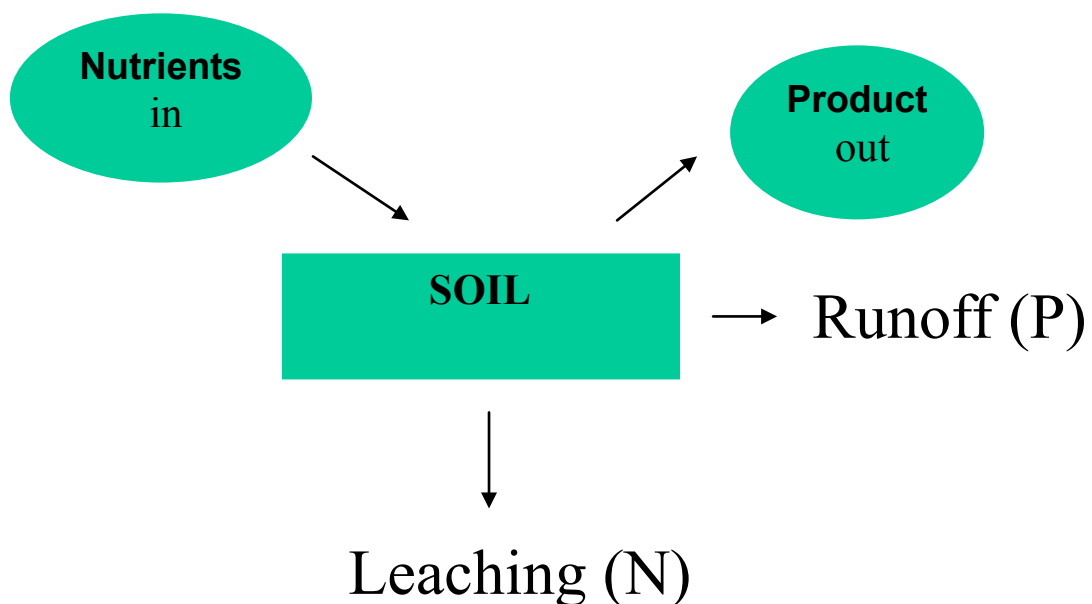 Nutrients
in
Product
out
SOIL
Runoff (P)
Leaching (N)